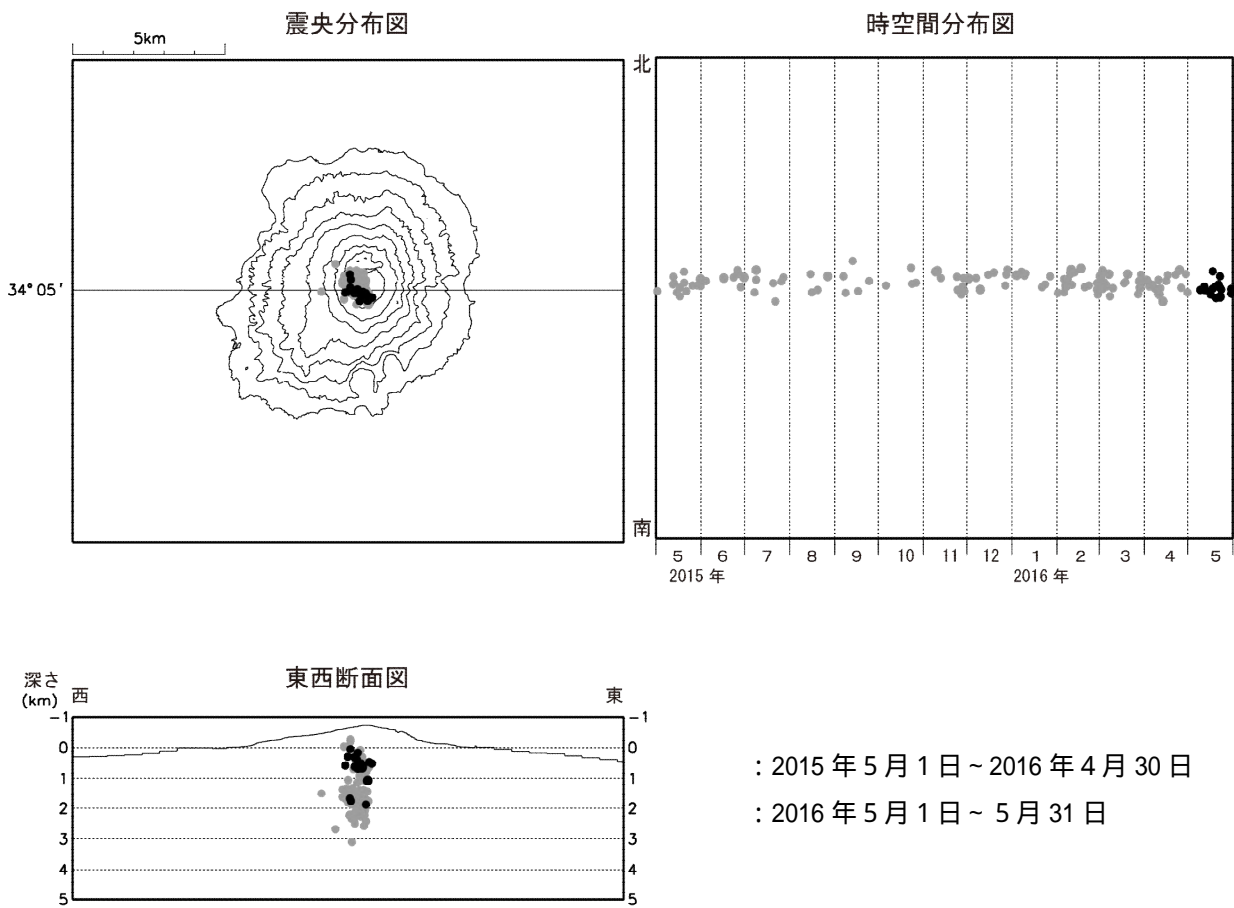 震央分布図
5km
34° 05'
時空間分布図
北
南
5 6 7 8 9 10 11 12 1 2 3 4 5
2015 年 2016 年
東西断面図
深さ
(km)
西 東
-1 -1
0 0
1 1
2 2
3 3
4 4
5 5
: 2015 年 5 月 1 日 ~ 2016 年 4 月 30 日
: 2016 年 5 月 1 日 ~ 5 月 31 日